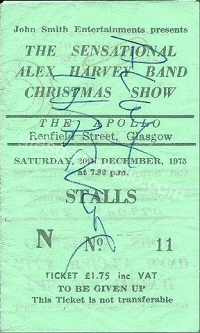 John Smith Entertainments presents
THE SENSATIONAL
ALEX HARVEY BAND
CHRISTMAS SHOW
THE APOLLO
Renfield Street, Glasgow
SATURDAY, 20th DECEMBER, 1975
at 7.30 p.m.
STALLS
N No 11
TICKET £1.75 inc VAT
TO BE GIVEN UP
This Ticket is not transferable